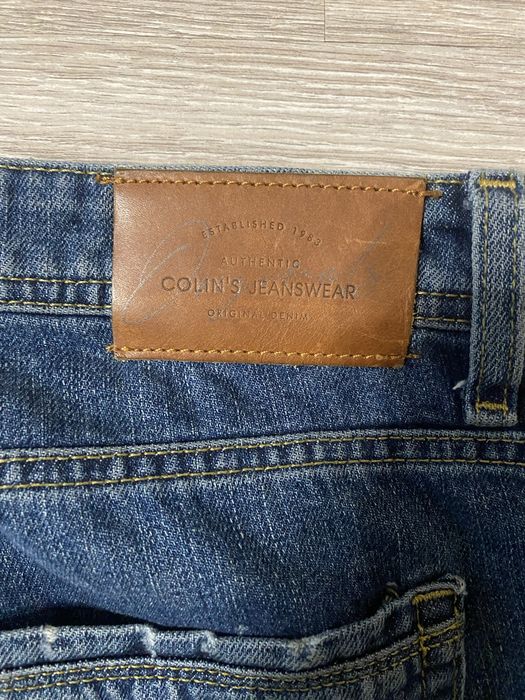 ESTABLISHED 1983
AUTHENTIC
COLIN'S JEANSWEAR
ORIGINAL DENIM